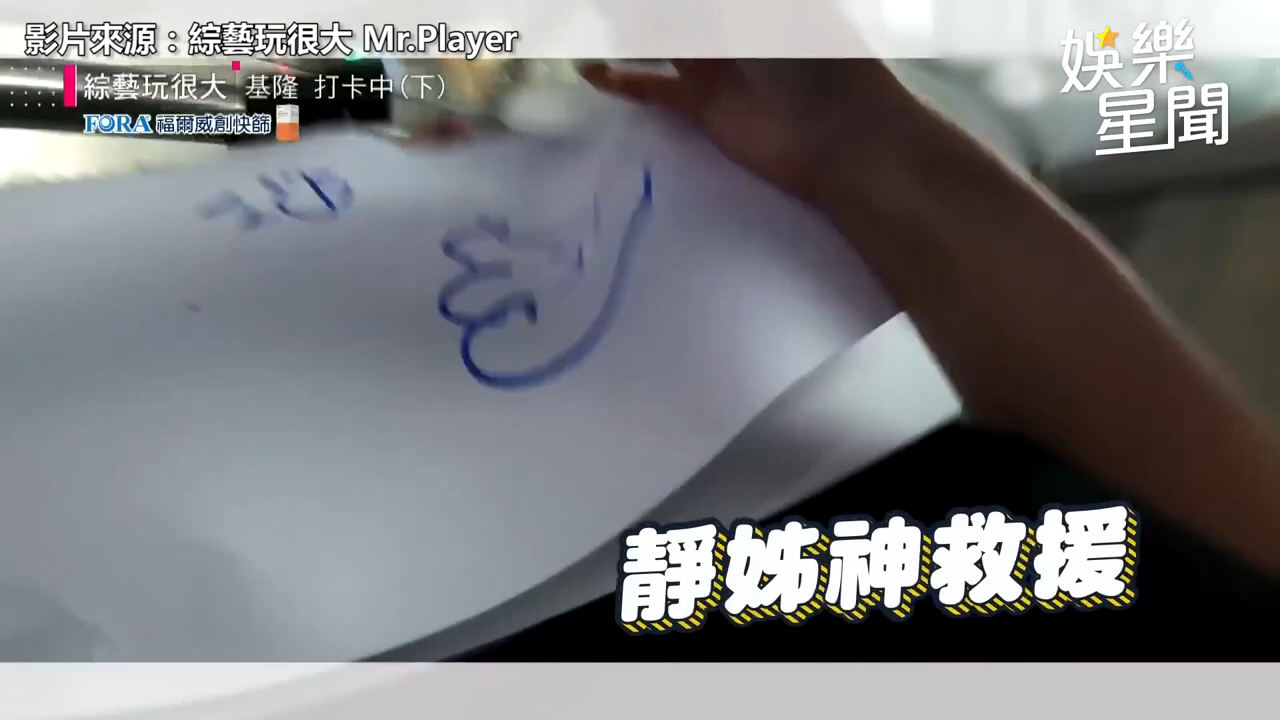 影片來源：綜藝玩很大 Mr.Player
綜藝玩很大 基隆 打卡中(下)
FORA 福爾威創快篩
娛樂
星聞
靜姊神救援